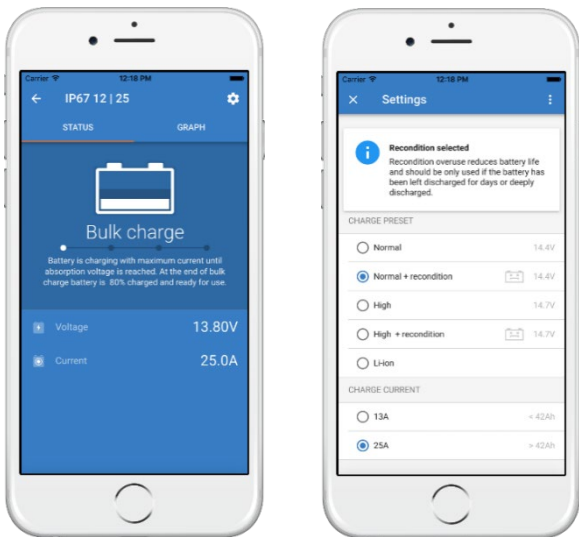 Carrier 12:18 PM
IP67 12 | 25
STATUS GRAPH
Bulk charge
Battery is charging with maximum current until
absorption voltage is reached. At the end of bulk
charge battery is 80% charged and ready for use.
Voltage 13.80V
Current 25.0A
Carrier 12:18 PM
Settings
Recondition selected
Recondition overuse reduces battery life
and should be only used if the battery has
been left discharged for days or deeply
discharged.
CHARGE PRESET
Normal 14.4V
Normal + recondition 14.4V
High 14.7V
High + recondition 14.7V
Li-ion
CHARGE CURRENT
13A < 42Ah
25A > 42Ah